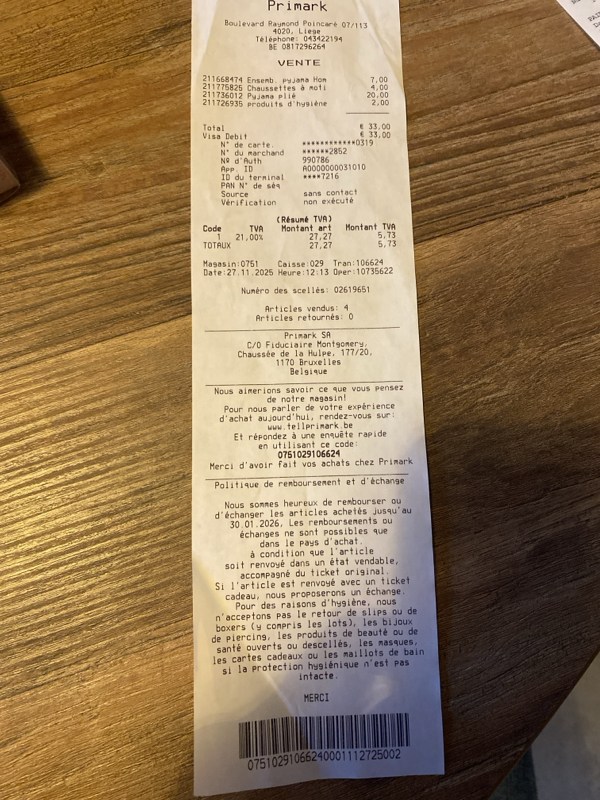 Primark
Boulevard Raymond Poincaré 07/113
4020, Liege
Téléphone: 043422194
BE 0817296264
VENTE
211668474 Ensemb. pyjama Hom 7,00
211775825 Chaussettes à moti 4,00
211736012 Pyjama plié 20,00
211726935 produits d'hygiène 2,00
Total € 33,00
Visa Debit € 33,00
N° de carte. ************0319
N° du marchand ******2852
Nº d'Auth 990786
App. ID A0000000031010
ID du terminal ****7216
PAN N° de séq
Source sans contact
Vérification non exécuté
(Résumé TVA)
Code TVA Montant art Montant TVA
1 21,00% 27,27 5,73
TOTAUX 27,27 5,73
Magasin:0751 Caisse:029 Tran:106624
Date:27.11.2025 Heure:12:13 Oper:10735622
Numéro des scellés: 02619651
Articles vendus: 4
Articles retournés: 0
Primark SA
C/O Fiduciaire Montgomery,
Chaussée de la Hulpe, 177/20,
1170 Bruxelles
Belgique
Nous aimerions savoir ce que vous pensez
de notre magasin!
Pour nous parler de votre expérience
d'achat aujourd'hui, rendez-vous sur:
www.tellprimark.be
Et répondez à une enquête rapide
en utilisant ce code:
0751029106624
Merci d'avoir fait vos achats chez Primark
Politique de remboursement et d'échange
Nous sommes heureux de rembourser ou
d'échanger les articles achetés jusqu'au
30.01.2026, Les remboursements ou
échanges ne sont possibles que
dans le pays d'achat.
à condition que l'article
soit renvoyé dans un état vendable,
accompagné du ticket original.
Si l'article est renvoyé avec un ticket
cadeau, nous proposerons un échange.
Pour des raisons d'hygiène, nous
n'acceptons pas le retour de slips ou de
boxers (y compris les lots), les bijoux
de piercing, les produits de beauté ou de
santé ouverts ou descellés, les masques,
les cartes cadeaux ou les maillots de bain
si la protection hygiénique n'est pas
intacte.
MERCI
07510291066240001112725002